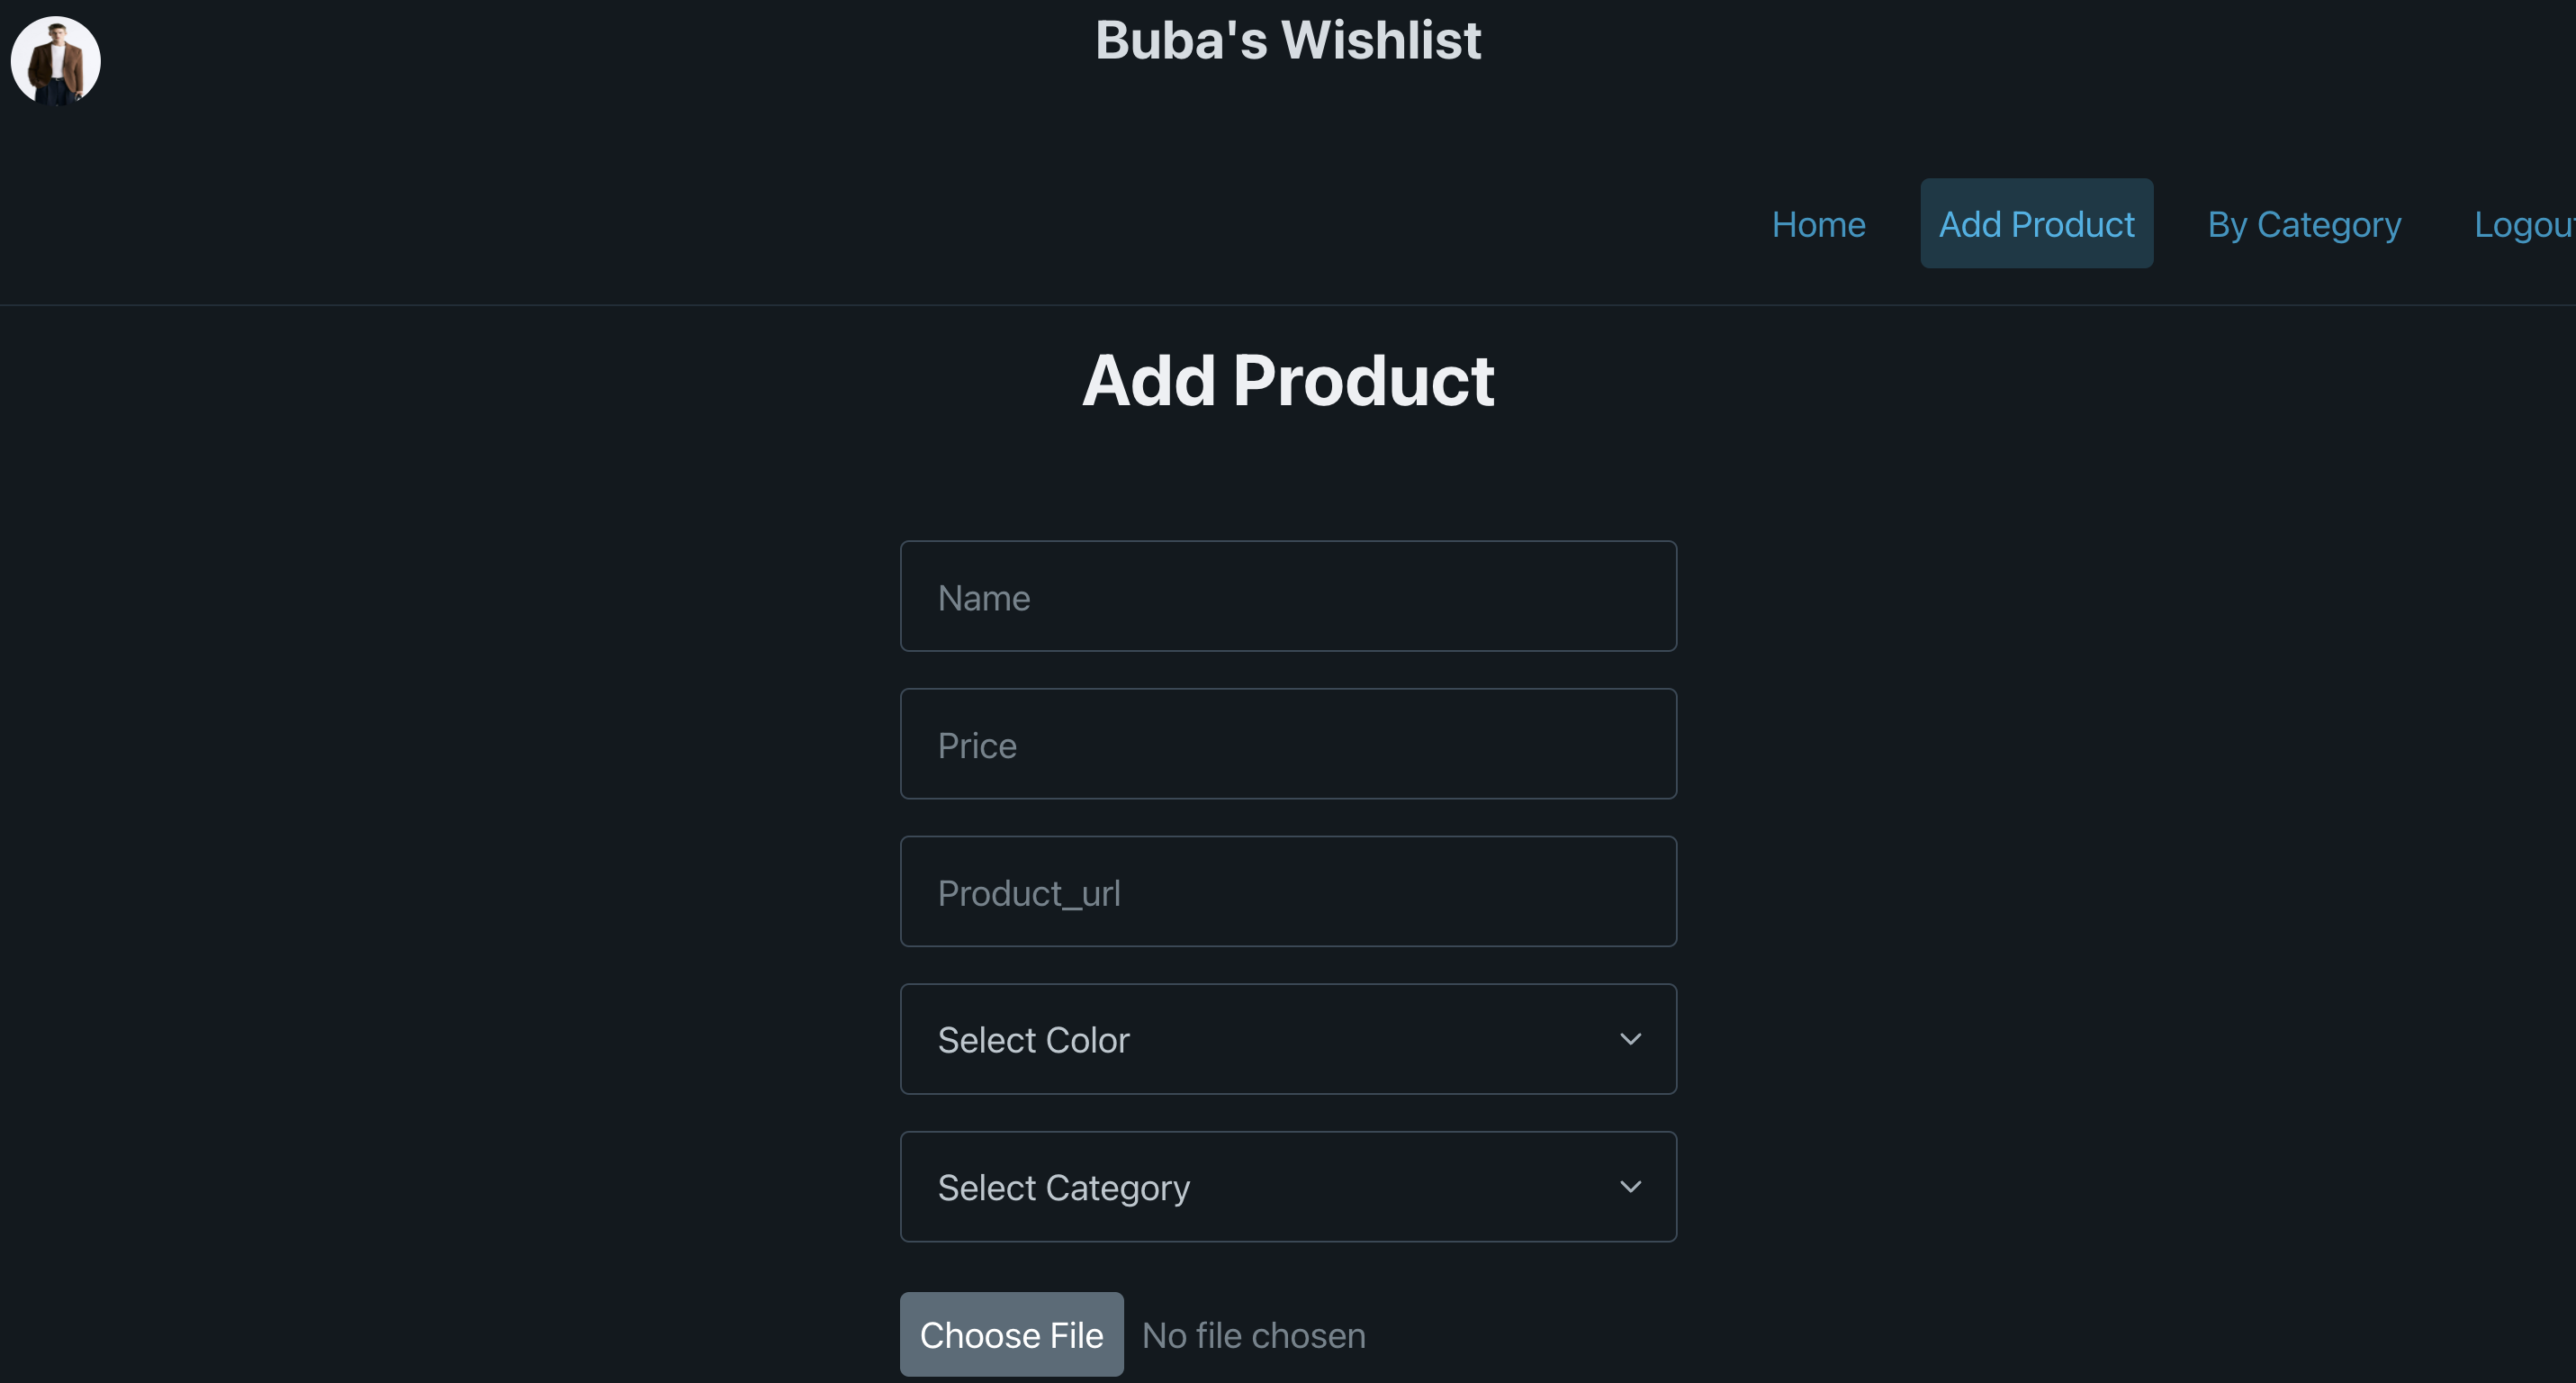 Buba's Wishlist
Home Add Product By Category Logou
Add Product
Name
Price
Product_url
Select Color
Select Category
Choose File No file chosen